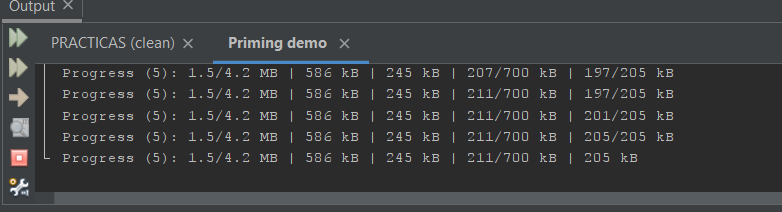 Output ×
PRACTICAS (clean) × Priming demo ×
Progress (5): 1.5/4.2 MB | 586 kB | 245 kB | 207/700 kB | 197/205 kB
Progress (5): 1.5/4.2 MB | 586 kB | 245 kB | 211/700 kB | 197/205 kB
Progress (5): 1.5/4.2 MB | 586 kB | 245 kB | 211/700 kB | 201/205 kB
Progress (5): 1.5/4.2 MB | 586 kB | 245 kB | 211/700 kB | 205/205 kB
Progress (5): 1.5/4.2 MB | 586 kB | 245 kB | 211/700 kB | 205 kB